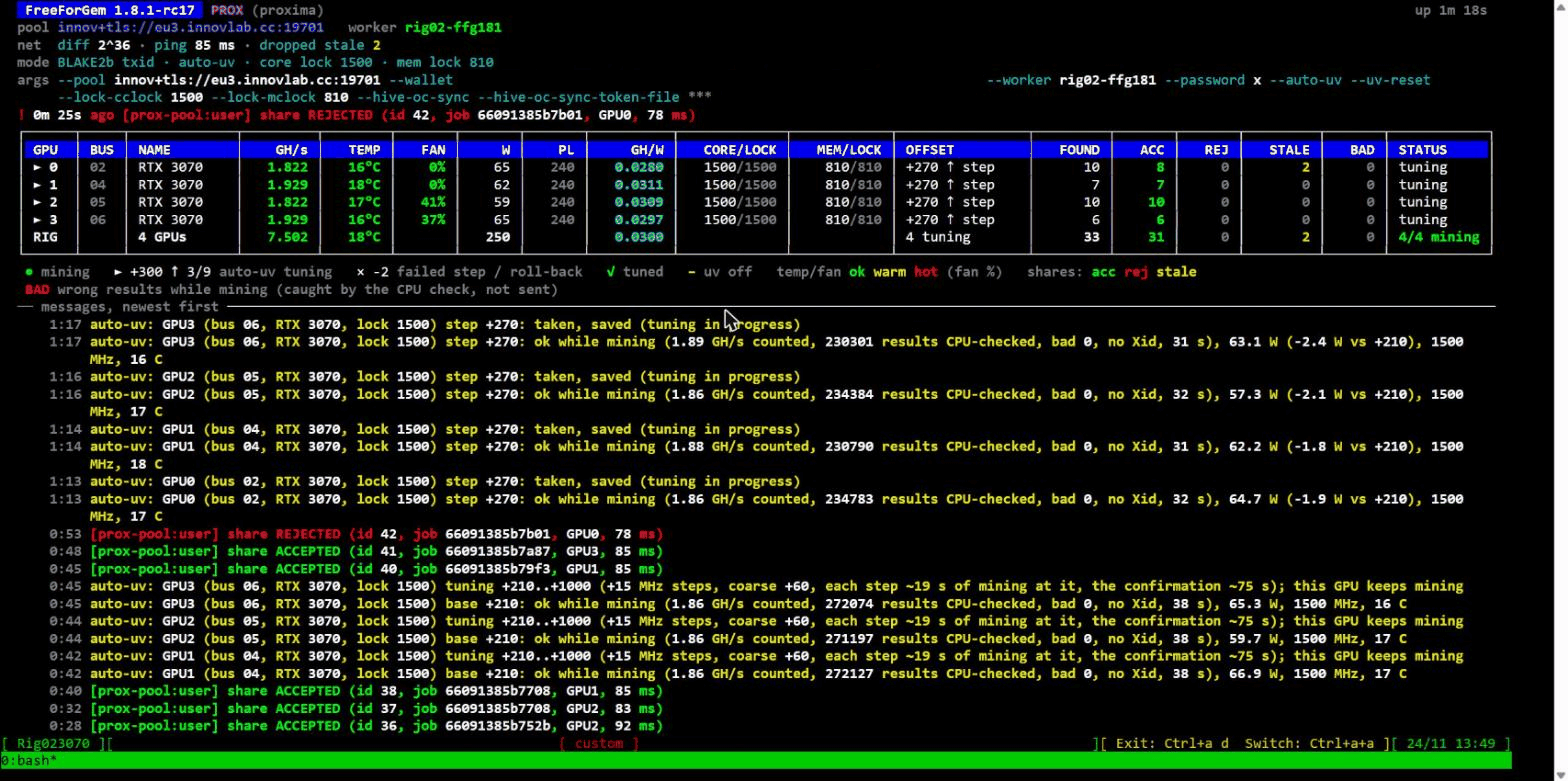 FreeForGem 1.8.1-rc17 PROX (proxima) up 1m 18s
pool innov+tls://eu3.innovlab.cc:19701 worker rig02-ffg181
net diff 2^36 · ping 85 ms · dropped stale 2
mode BLAKE2b txid · auto-uv · core lock 1500 · mem lock 810
args --pool innov+tls://eu3.innovlab.cc:19701 --wallet --worker rig02-ffg181 --password x --auto-uv --uv-reset
--lock-cclock 1500 --lock-mclock 810 --hive-oc-sync --hive-oc-sync-token-file ***
! 0m 25s ago [prox-pool:user] share REJECTED (id 42, job 66091385b7b01, GPU0, 78 ms)
GPU BUS NAME GH/s TEMP FAN W PL GH/W CORE/LOCK MEM/LOCK OFFSET FOUND ACC REJ STALE BAD STATUS
► 0 02 RTX 3070 1.822 16°C 0% 65 240 0.0280 1500/1500 810/810 +270 ↑ step 10 8 0 2 0 tuning
► 1 04 RTX 3070 1.929 18°C 0% 62 240 0.0311 1500/1500 810/810 +270 ↑ step 7 7 0 0 0 tuning
► 2 05 RTX 3070 1.822 17°C 41% 59 240 0.0309 1500/1500 810/810 +270 ↑ step 10 10 0 0 0 tuning
► 3 06 RTX 3070 1.929 16°C 37% 65 240 0.0297 1500/1500 810/810 +270 ↑ step 6 6 0 0 0 tuning
RIG 4 GPUs 7.502 18°C 250 0.0300 4 tuning 33 31 0 2 0 4/4 mining
● mining ► +300 ↑ 3/9 auto-uv tuning × -2 failed step / roll-back √ tuned – uv off temp/fan ok warm hot (fan %) shares: acc rej stale
BAD wrong results while mining (caught by the CPU check, not sent)
── messages, newest first
1:17 auto-uv: GPU3 (bus 06, RTX 3070, lock 1500) step +270: taken, saved (tuning in progress)
1:17 auto-uv: GPU3 (bus 06, RTX 3070, lock 1500) step +270: ok while mining (1.89 GH/s counted, 230301 results CPU-checked, bad 0, no Xid, 31 s), 63.1 W (-2.4 W vs +210), 1500
MHz, 16 C
1:16 auto-uv: GPU2 (bus 05, RTX 3070, lock 1500) step +270: taken, saved (tuning in progress)
1:16 auto-uv: GPU2 (bus 05, RTX 3070, lock 1500) step +270: ok while mining (1.86 GH/s counted, 234384 results CPU-checked, bad 0, no Xid, 32 s), 57.3 W (-2.1 W vs +210), 1500
MHz, 17 C
1:14 auto-uv: GPU1 (bus 04, RTX 3070, lock 1500) step +270: taken, saved (tuning in progress)
1:14 auto-uv: GPU1 (bus 04, RTX 3070, lock 1500) step +270: ok while mining (1.88 GH/s counted, 230790 results CPU-checked, bad 0, no Xid, 31 s), 62.2 W (-1.8 W vs +210), 1500
MHz, 18 C
1:13 auto-uv: GPU0 (bus 02, RTX 3070, lock 1500) step +270: taken, saved (tuning in progress)
1:13 auto-uv: GPU0 (bus 02, RTX 3070, lock 1500) step +270: ok while mining (1.86 GH/s counted, 234783 results CPU-checked, bad 0, no Xid, 32 s), 64.7 W (-1.9 W vs +210), 1500
MHz, 17 C
0:53 [prox-pool:user] share REJECTED (id 42, job 66091385b7b01, GPU0, 78 ms)
0:48 [prox-pool:user] share ACCEPTED (id 41, job 66091385b7a87, GPU3, 85 ms)
0:45 [prox-pool:user] share ACCEPTED (id 40, job 66091385b79f3, GPU1, 85 ms)
0:45 auto-uv: GPU3 (bus 06, RTX 3070, lock 1500) tuning +210..+1000 (+15 MHz steps, coarse +60, each step ~19 s of mining at it, the confirmation ~75 s); this GPU keeps mining
0:45 auto-uv: GPU3 (bus 06, RTX 3070, lock 1500) base +210: ok while mining (1.86 GH/s counted, 272074 results CPU-checked, bad 0, no Xid, 38 s), 65.3 W, 1500 MHz, 16 C
0:44 auto-uv: GPU2 (bus 05, RTX 3070, lock 1500) tuning +210..+1000 (+15 MHz steps, coarse +60, each step ~19 s of mining at it, the confirmation ~75 s); this GPU keeps mining
0:44 auto-uv: GPU2 (bus 05, RTX 3070, lock 1500) base +210: ok while mining (1.86 GH/s counted, 271197 results CPU-checked, bad 0, no Xid, 38 s), 59.7 W, 1500 MHz, 17 C
0:42 auto-uv: GPU1 (bus 04, RTX 3070, lock 1500) tuning +210..+1000 (+15 MHz steps, coarse +60, each step ~19 s of mining at it, the confirmation ~75 s); this GPU keeps mining
0:42 auto-uv: GPU1 (bus 04, RTX 3070, lock 1500) base +210: ok while mining (1.86 GH/s counted, 272127 results CPU-checked, bad 0, no Xid, 38 s), 66.9 W, 1500 MHz, 17 C
0:40 [prox-pool:user] share ACCEPTED (id 38, job 66091385b7708, GPU1, 85 ms)
0:32 [prox-pool:user] share ACCEPTED (id 37, job 66091385b7708, GPU2, 83 ms)
0:28 [prox-pool:user] share ACCEPTED (id 36, job 66091385b752b, GPU2, 92 ms)
[ Rig023070 ][ { custom } ][ Exit: Ctrl+a d Switch: Ctrl+a+a ][ 24/11 13:49 ]
0:bash*